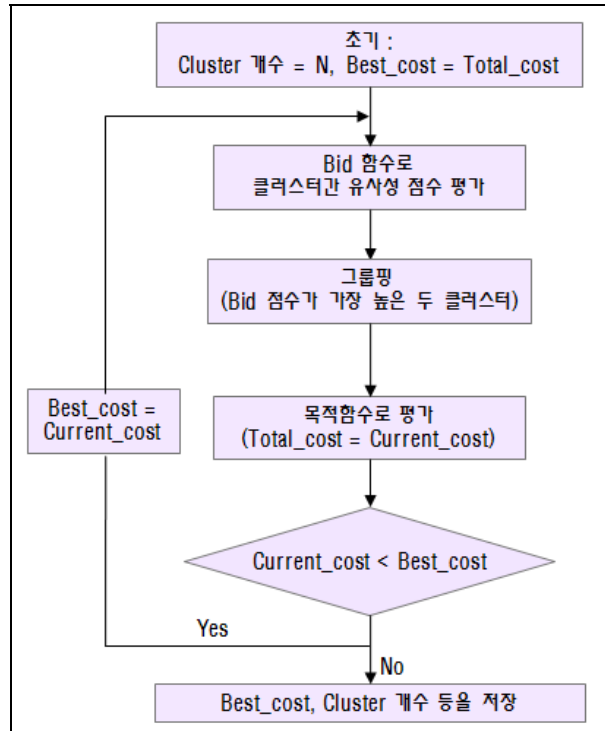 초기 :
Cluster 개수 = N, Best_cost = Total_cost
Bid 함수로
클러스터간 유사성 점수 평가
그룹핑
(Bid 점수가 가장 높은 두 클러스터)
Best_cost =
Current_cost
목적함수로 평가
(Total_cost = Current_cost)
Current_cost < Best_cost
Yes
No
Best_cost, Cluster 개수 등을 저장